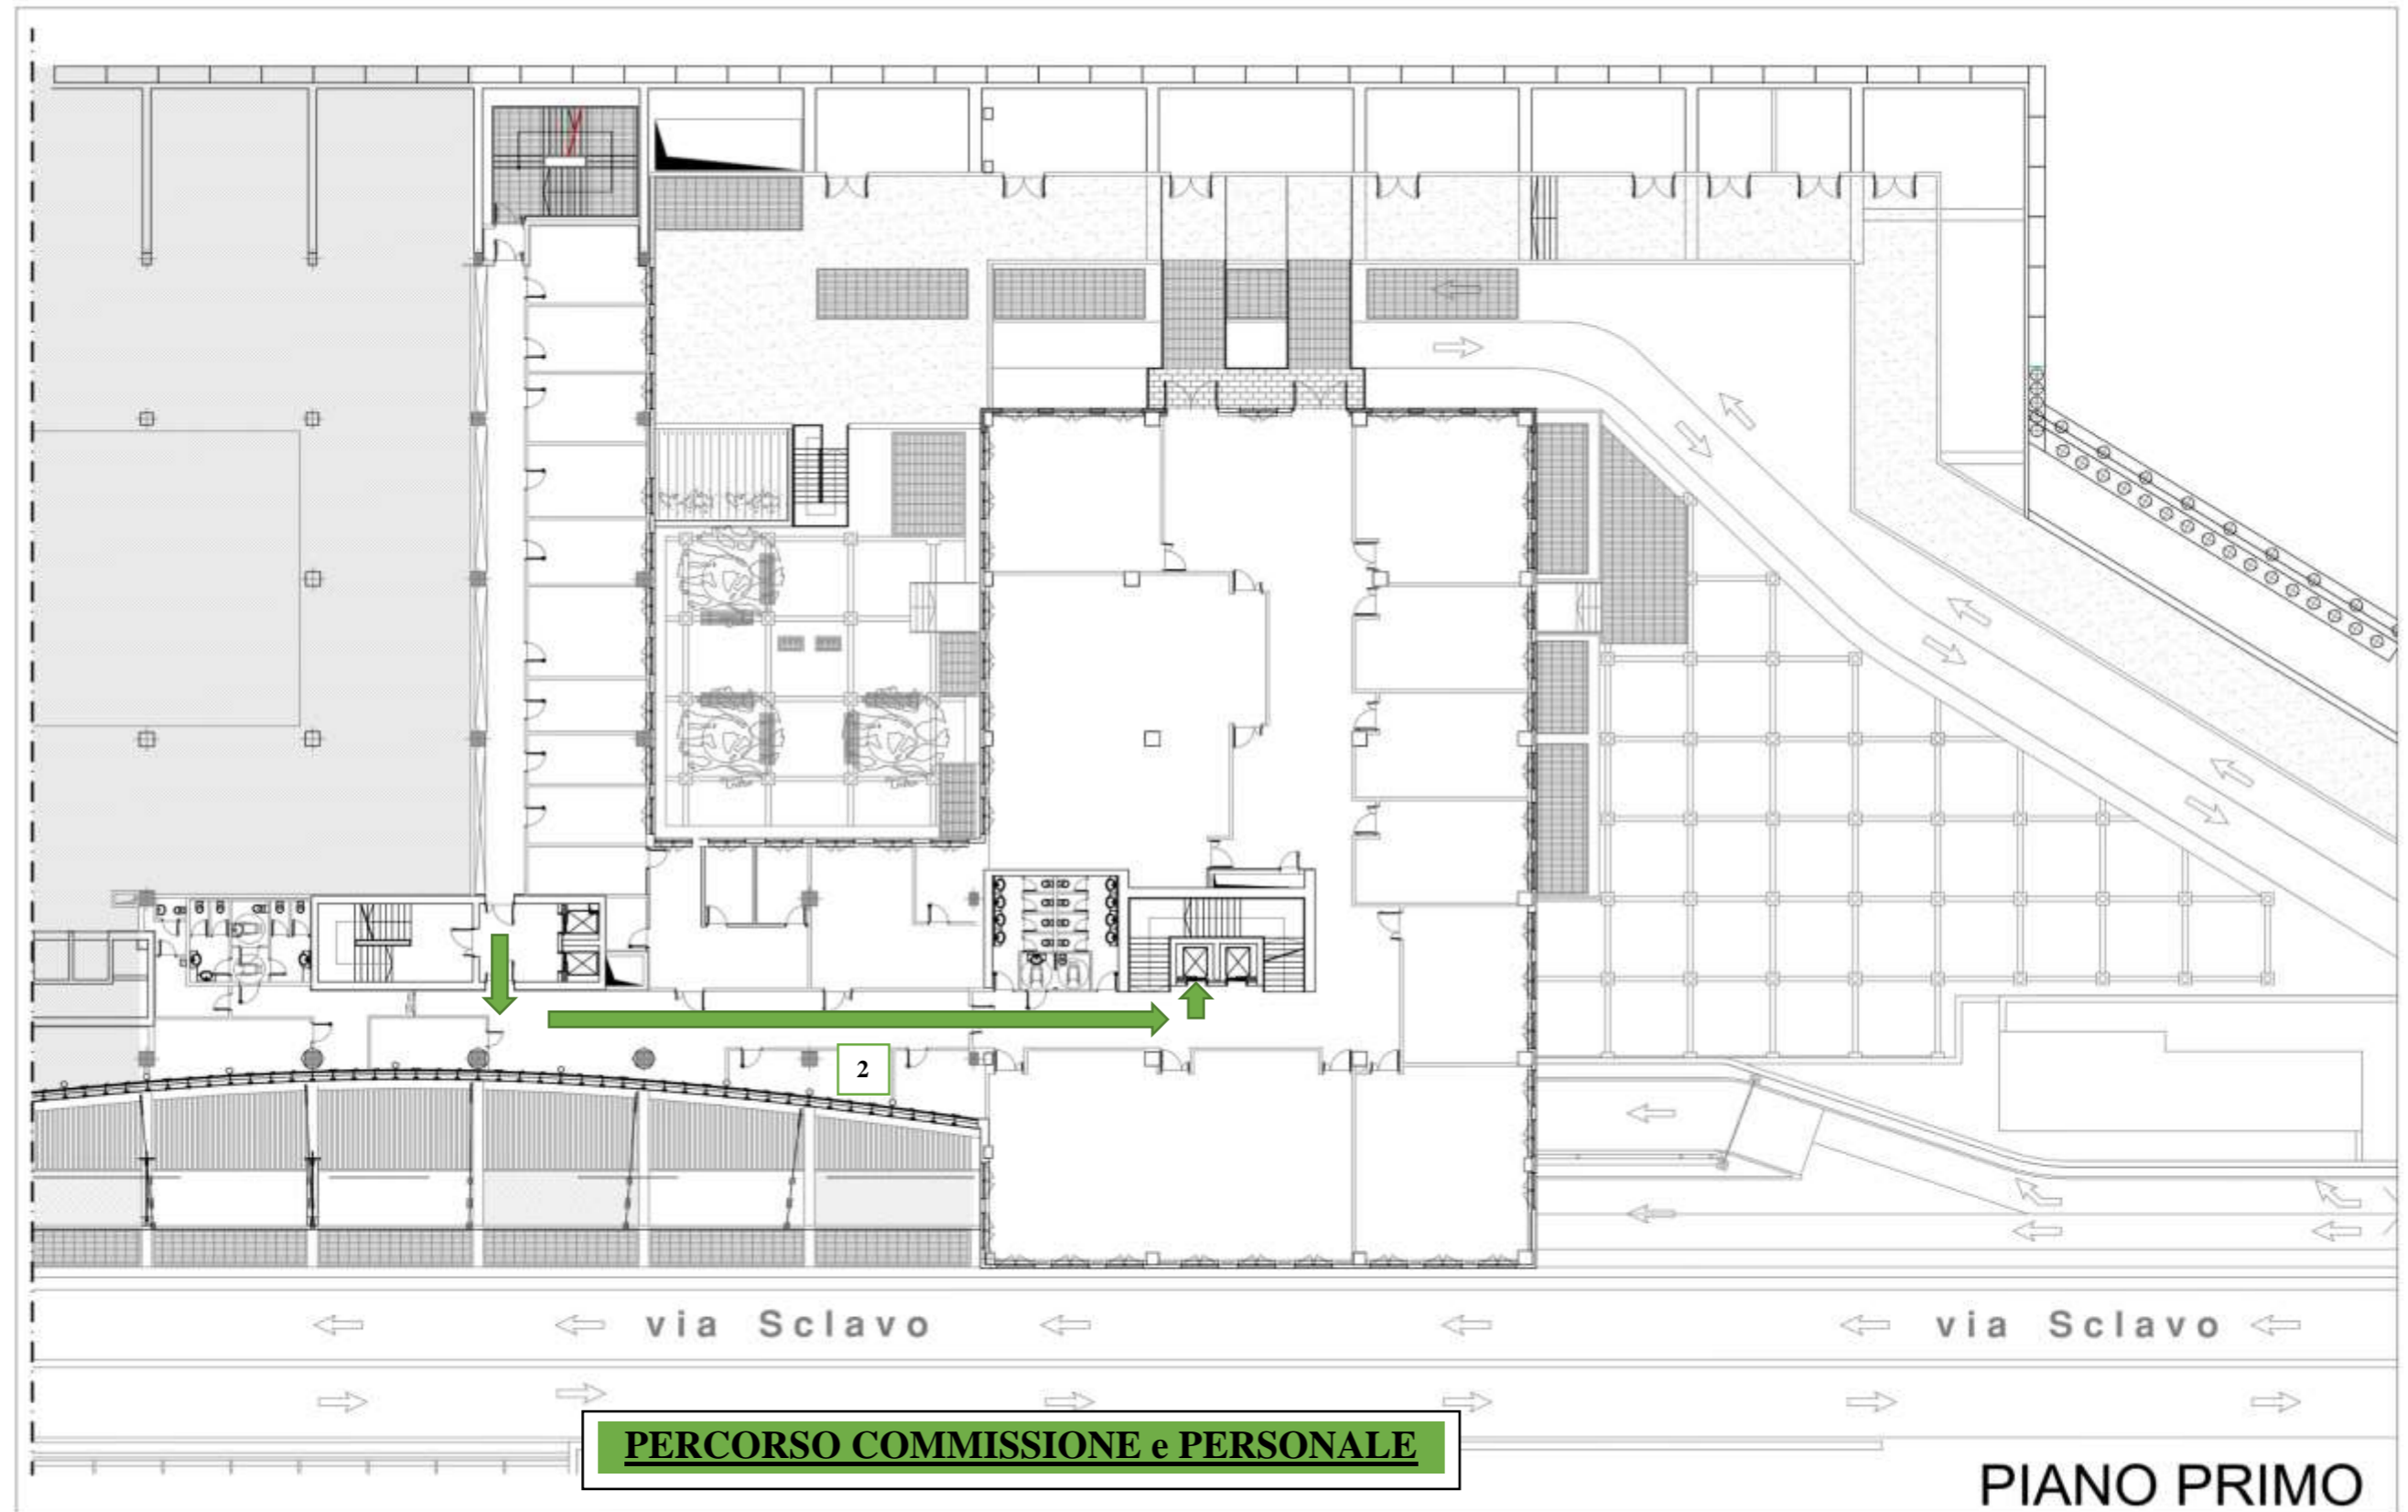 2
via Sclavo
via Sclavo
PERCORSO COMMISSIONE e PERSONALE
PIANO PRIMO